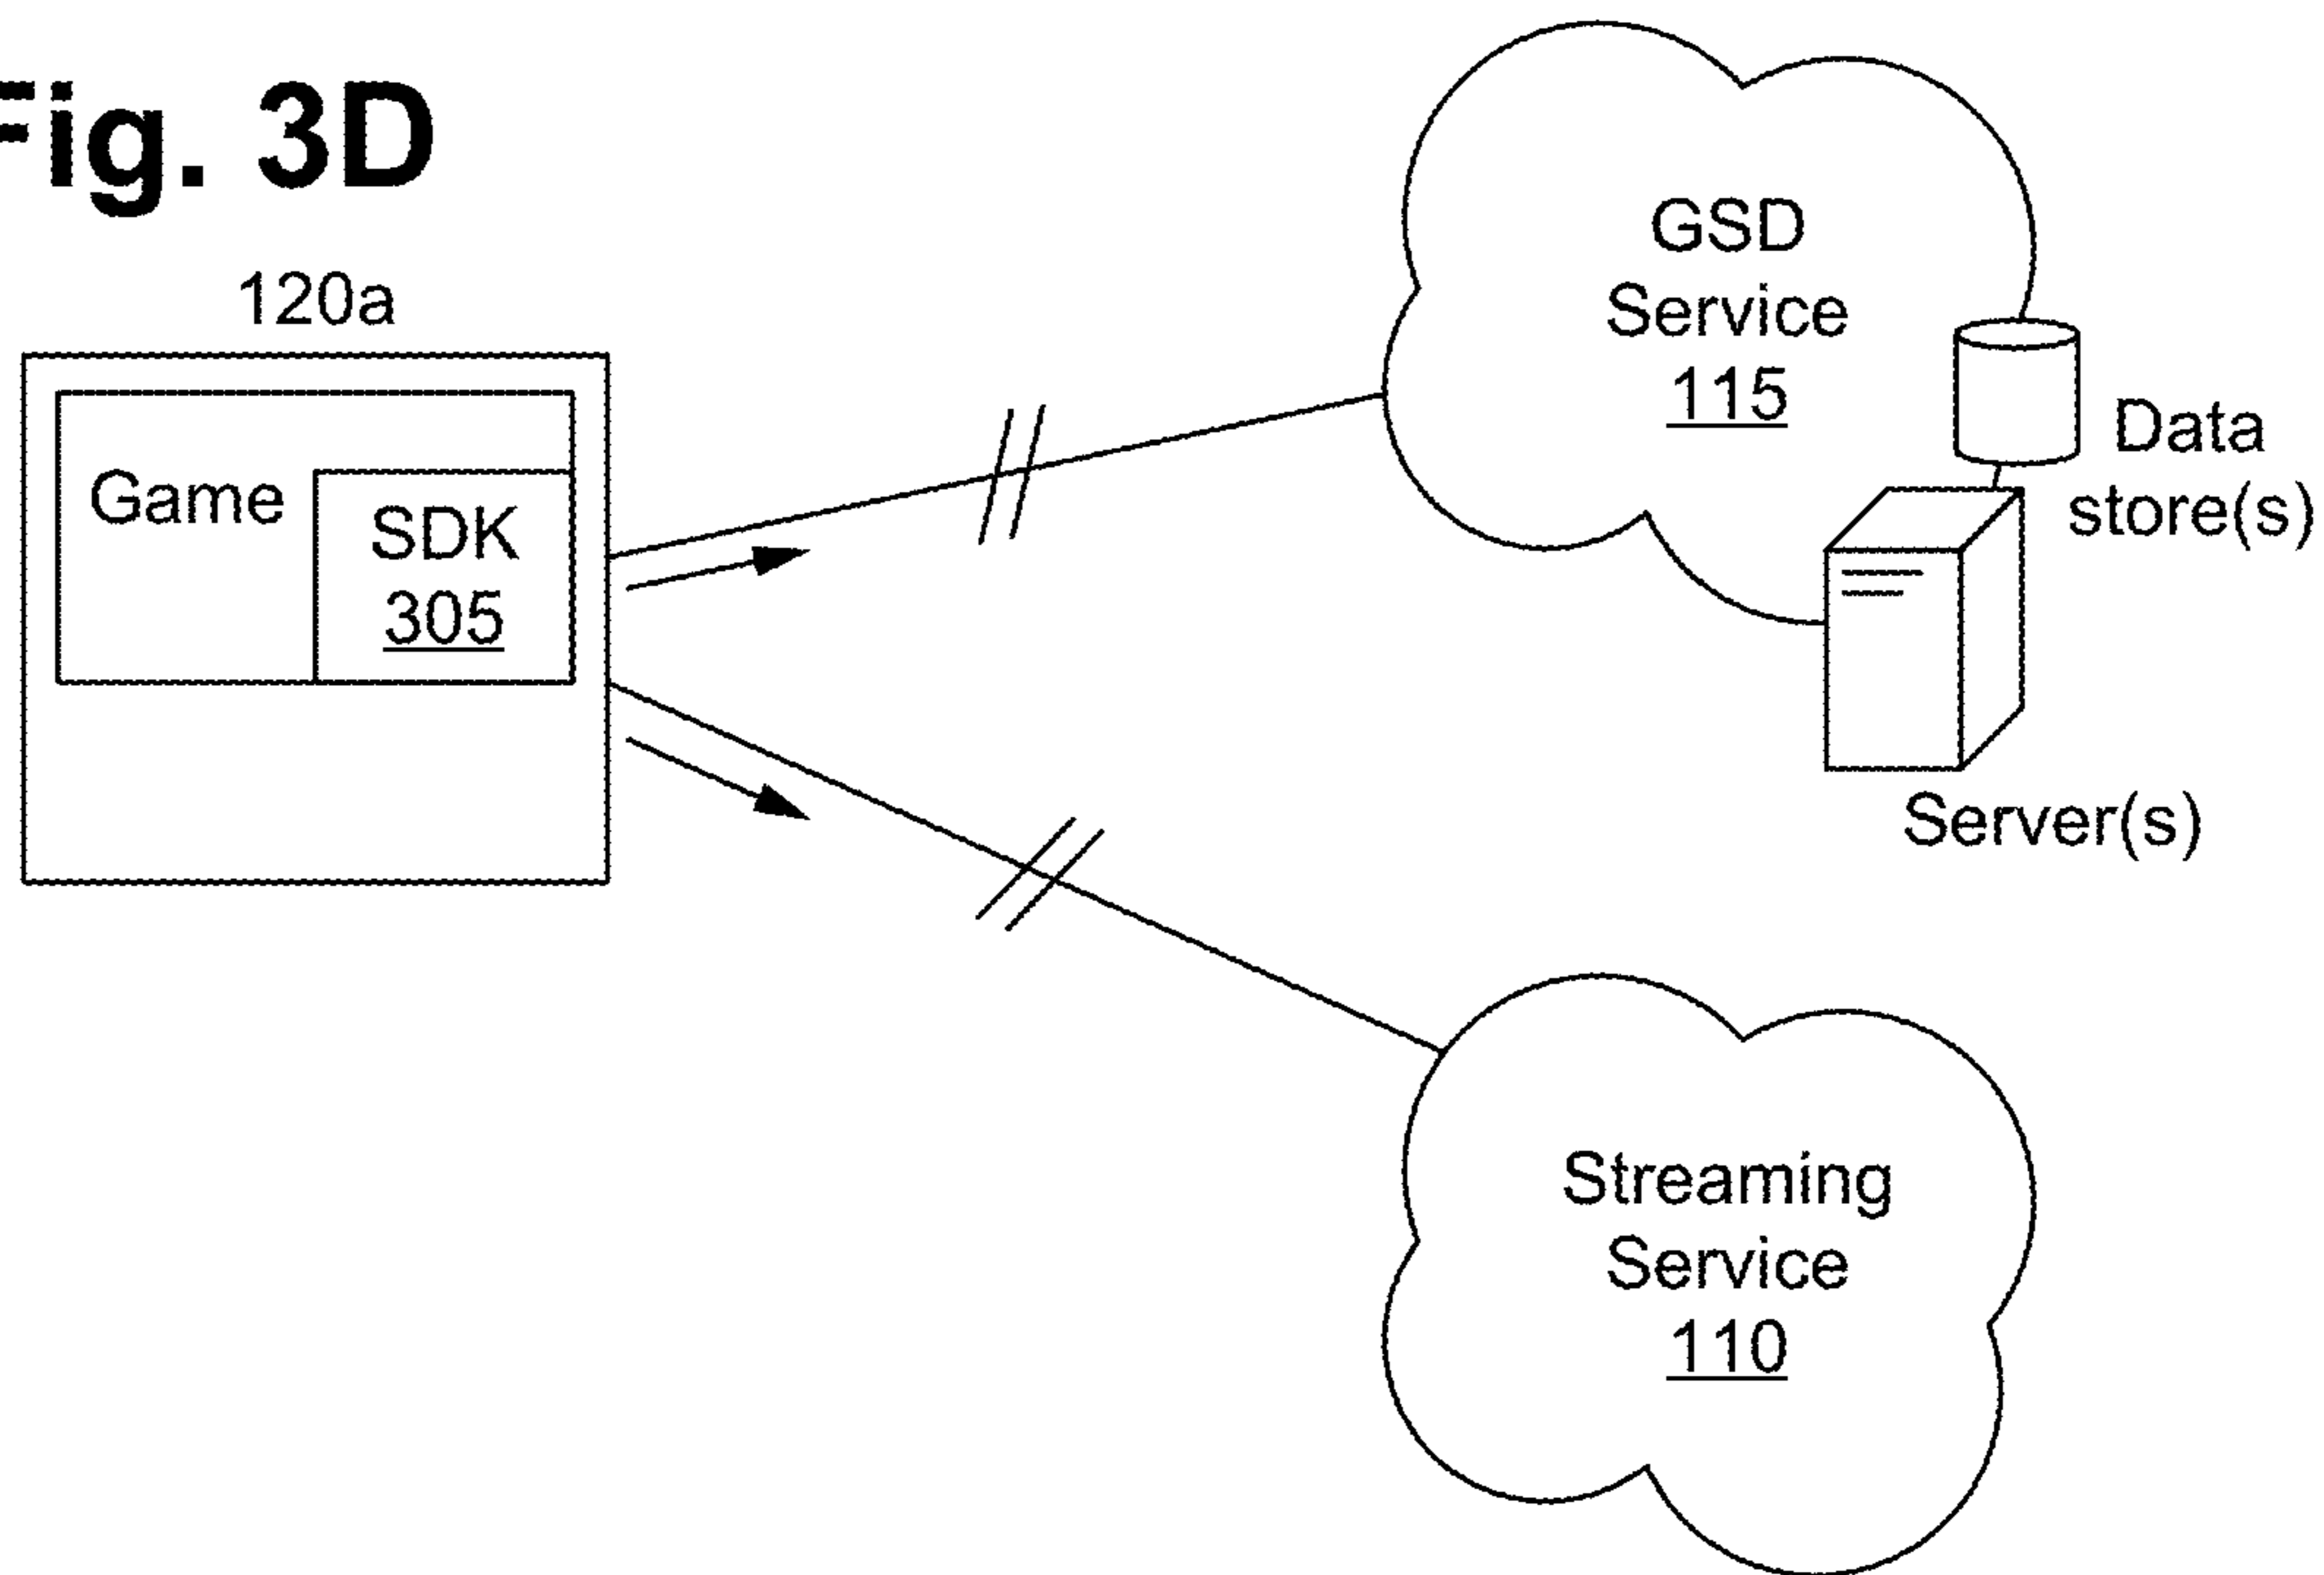 Fig. 3D
120a
Game
SDK
305
GSD
Service
115
Data
store(s)
Server(s)
Streaming
Service
110